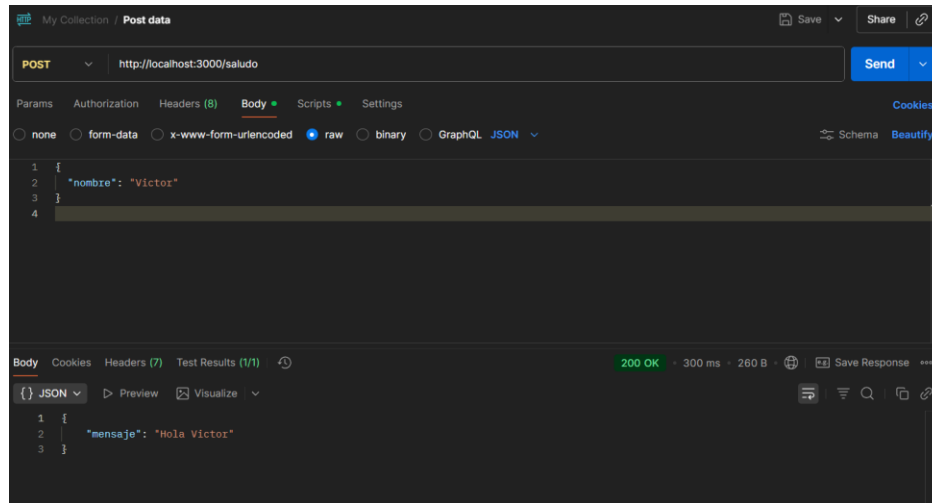 HTTP My Collection / Post data Save Share
POST http://localhost:3000/saludo Send
Params Authorization Headers (8) Body Scripts Settings Cookies
none form-data x-www-form-urlencoded raw binary GraphQL JSON Schema Beautify
1 {
2 "nombre": "Victor"
3 }
4
Body Cookies Headers (7) Test Results (1/1) 200 OK 300 ms 260 B Save Response
{} JSON Preview Visualize
1 {
2 "mensaje": "Hola Victor"
3 }